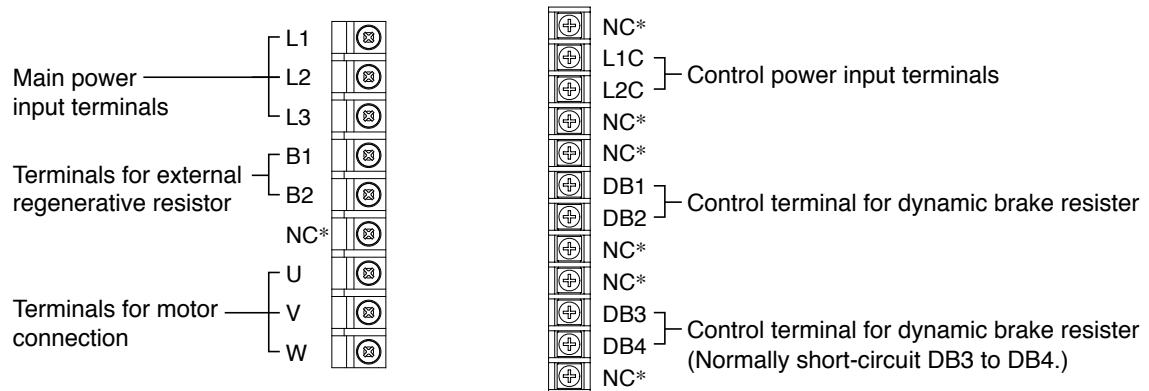 L1
L2
L3
Main power
input terminals
B1
B2
Terminals for external
regenerative resistor
NC*
U
V
W
Terminals for motor
connection
NC*
L1C
L2C
Control power input terminals
NC*
NC*
DB1
DB2
Control terminal for dynamic brake resister
NC*
NC*
DB3
DB4
Control terminal for dynamic brake resister
(Normally short-circuit DB3 to DB4.)
NC*